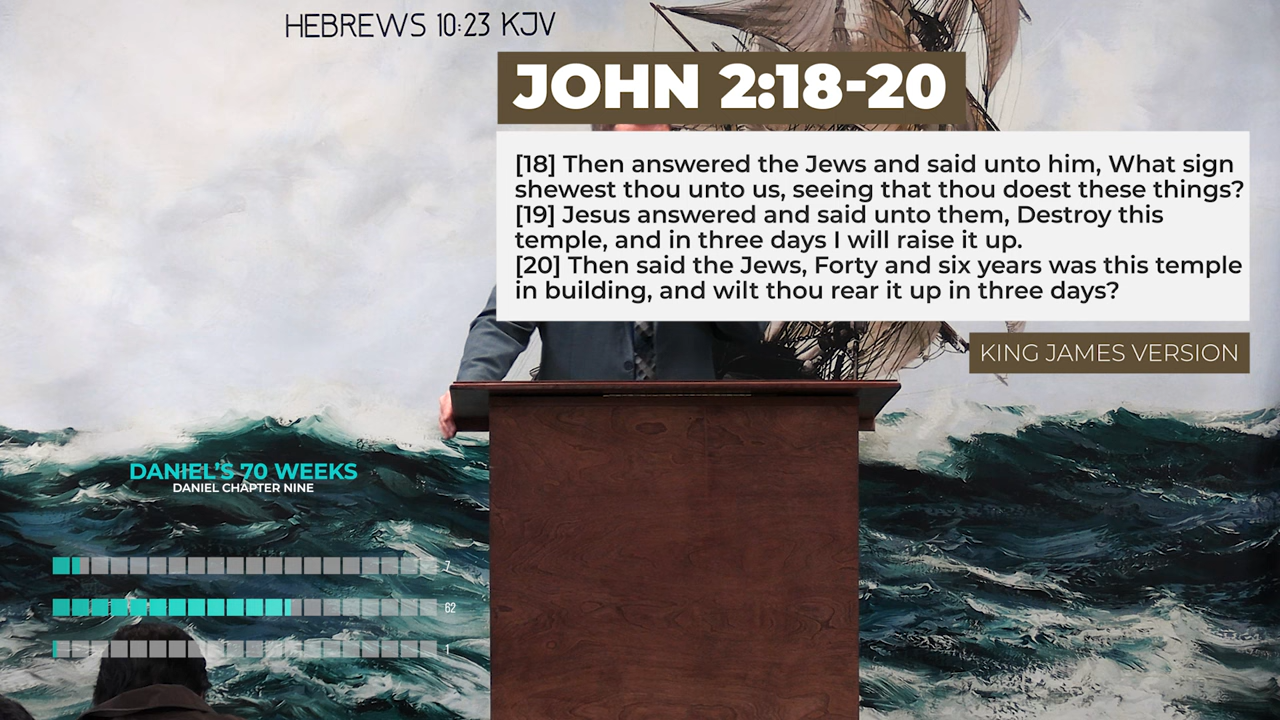 HEBREWS 10:23 KJV
JOHN 2:18-20
[18] Then answered the Jews and said unto him, What sign
shewest thou unto us, seeing that thou doest these things?
[19] Jesus answered and said unto them, Destroy this
temple, and in three days I will raise it up.
[20] Then said the Jews, Forty and six years was this temple
in building, and wilt thou rear it up in three days?
KING JAMES VERSION
DANIEL'S 70 WEEKS
DANIEL CHAPTER NINE
7
62
1